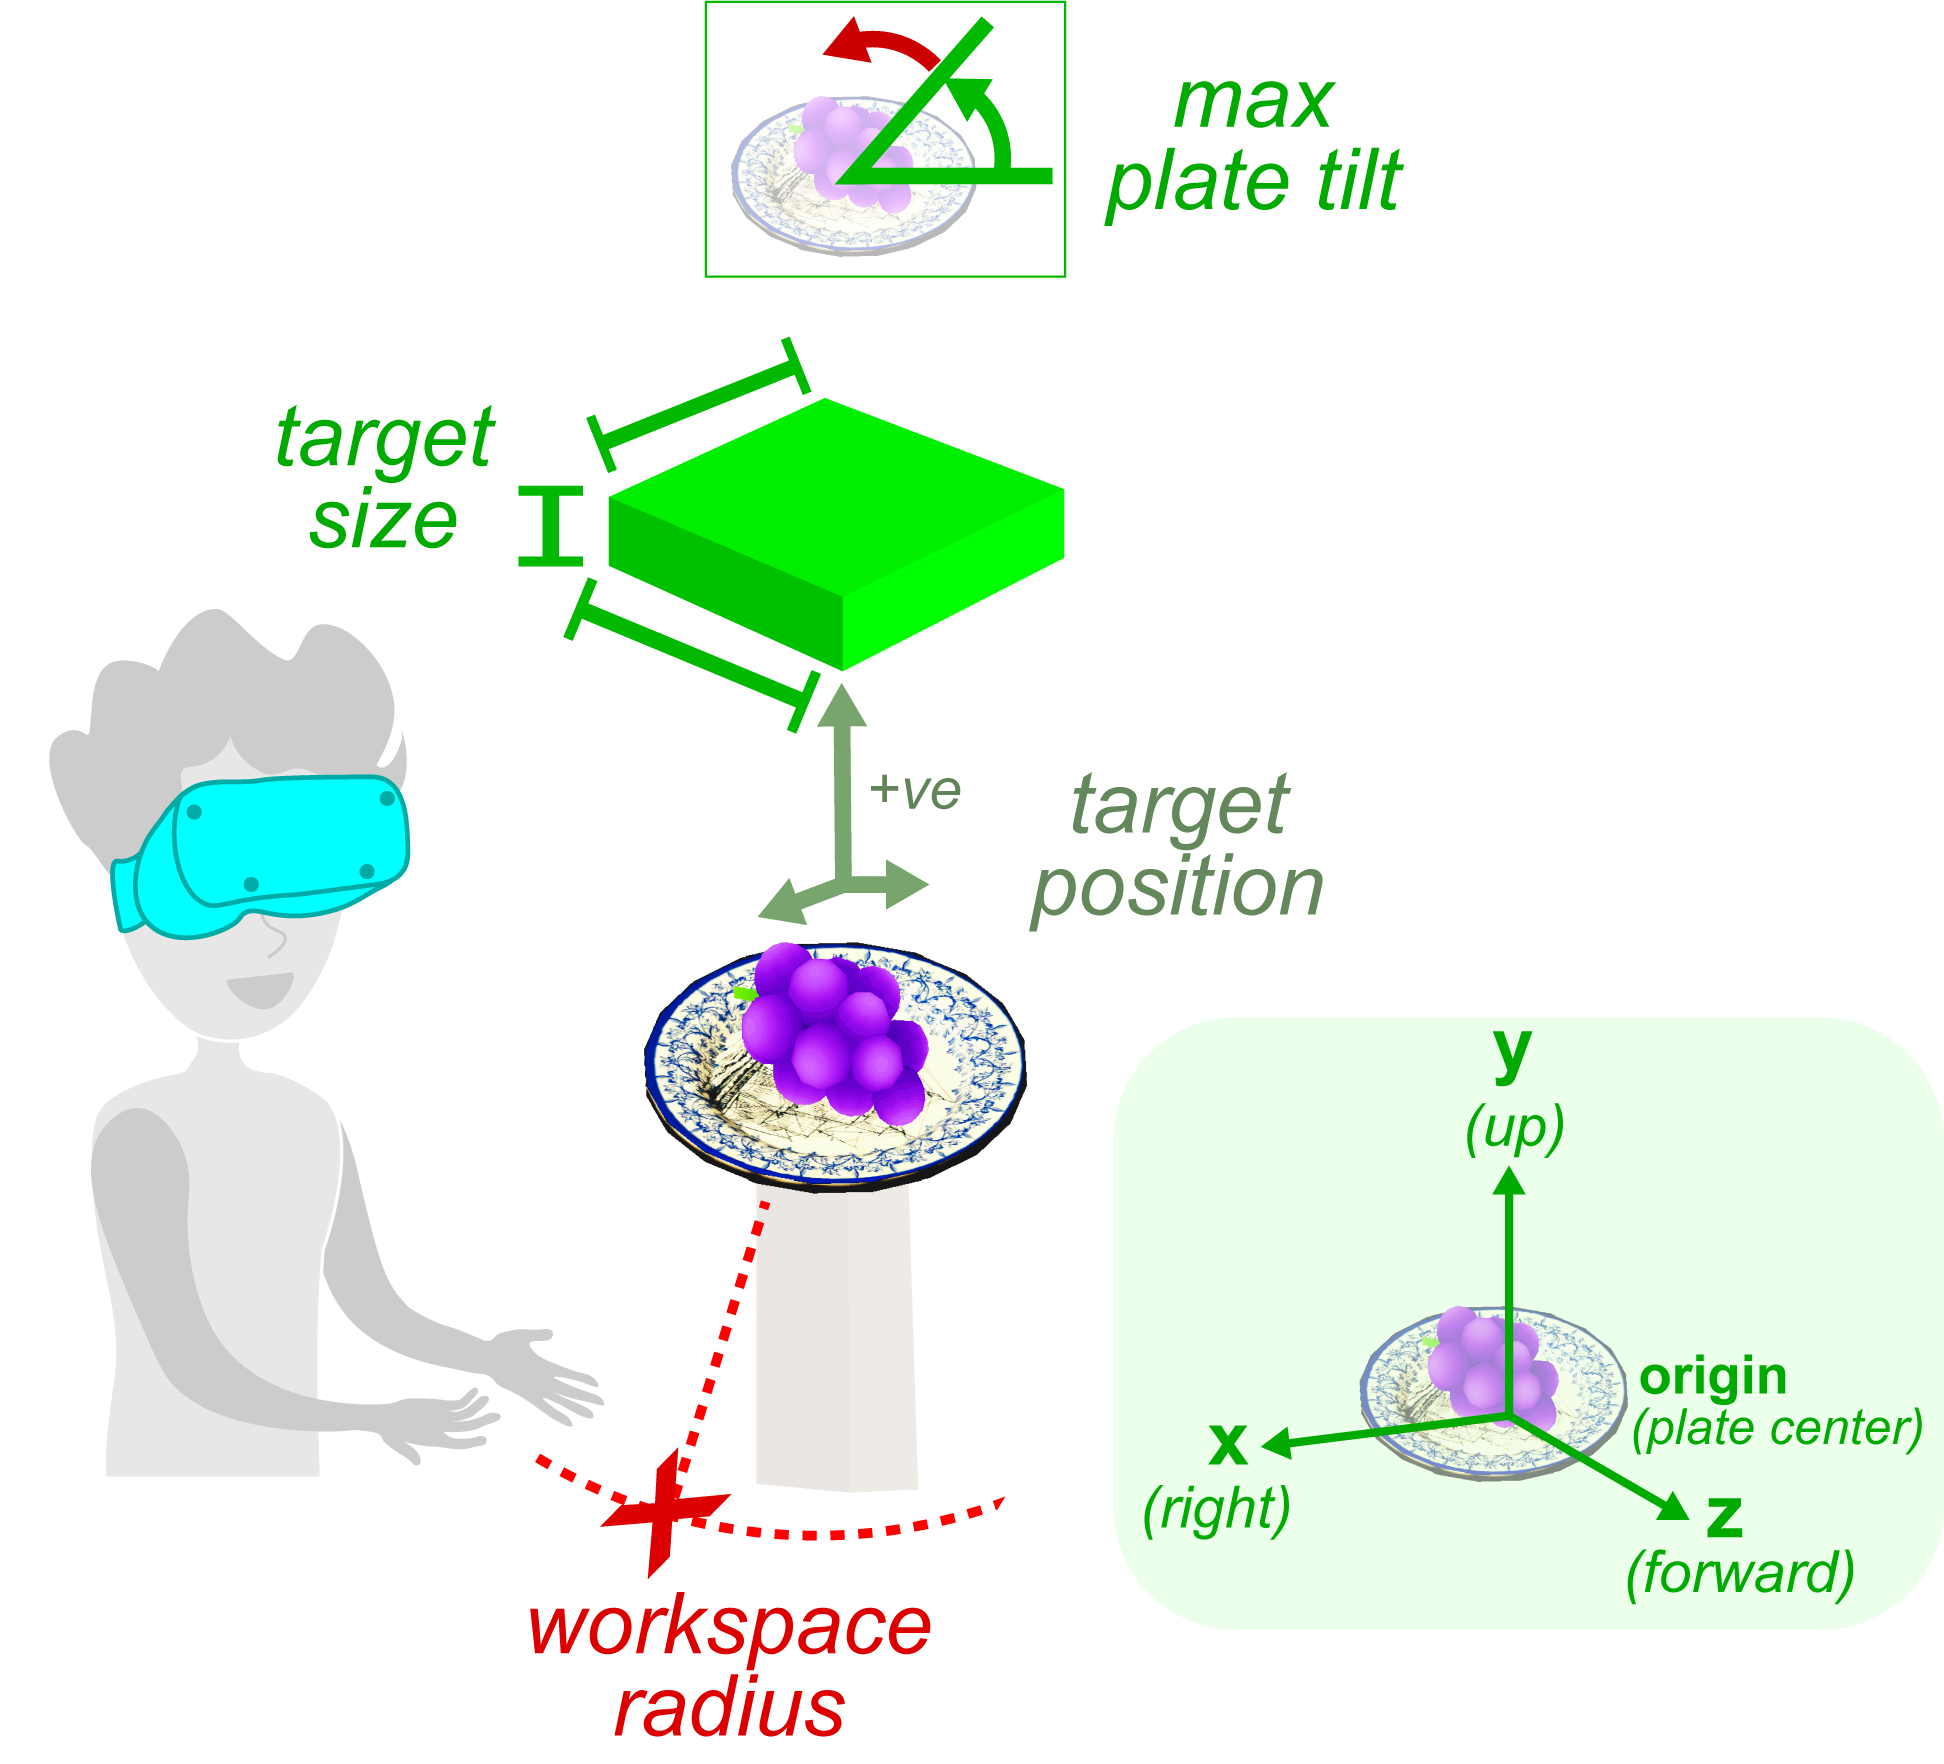 max
plate tilt
target
size
+ve
target
position
y
(up)
origin
(plate center)
x
(right)
z
(forward)
workspace
radius